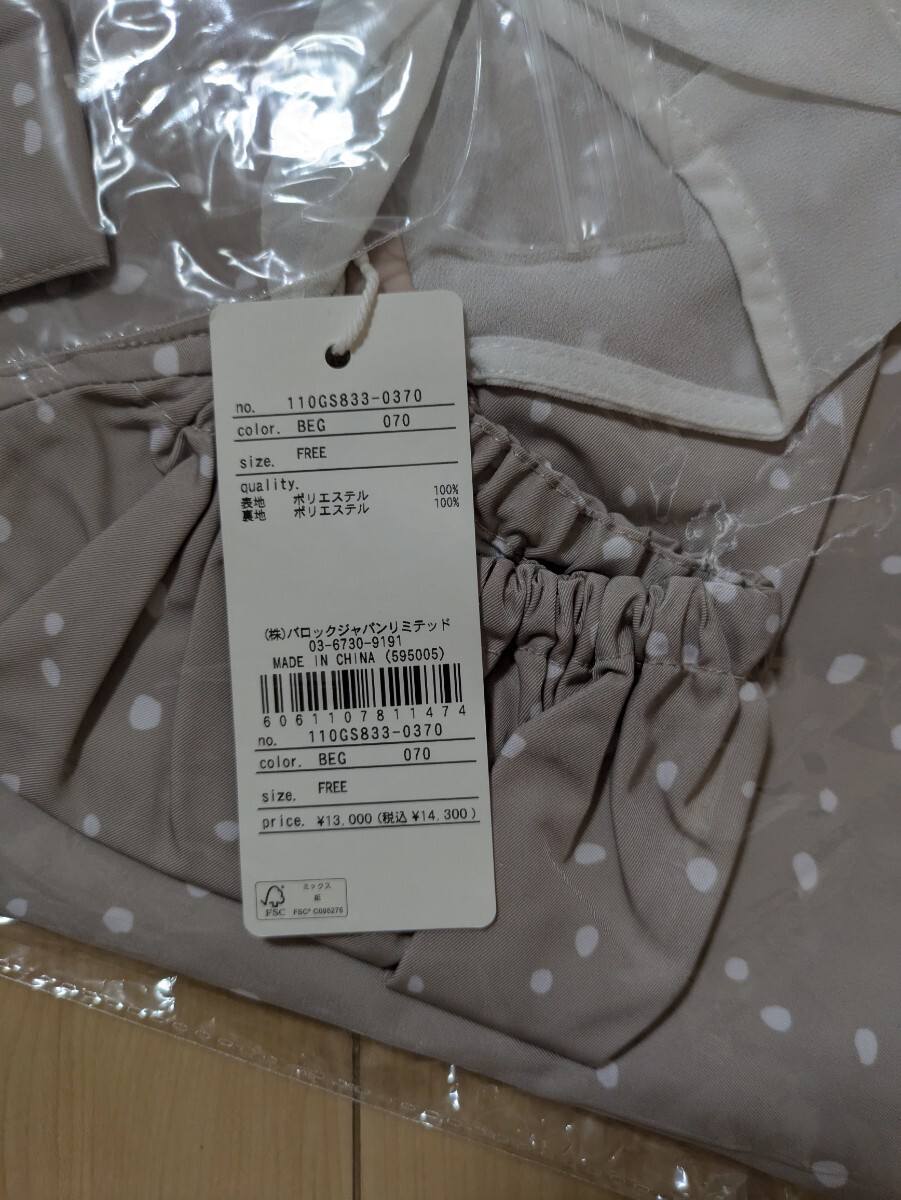 no. 110GS833-0370
color. BEG 070
size. FREE
quality.
表地 ポリエステル 100%
裏地 ポリエステル 100%
(株)バロックジャパンリミテッド
03-6730-9191
MADE IN CHINA (595005)
6061107811474
no. 110GS833-0370
color. BEG 070
size. FREE
price. ¥13,000(税込¥14,300)
ミックス
紙
FSC FSC® C095276